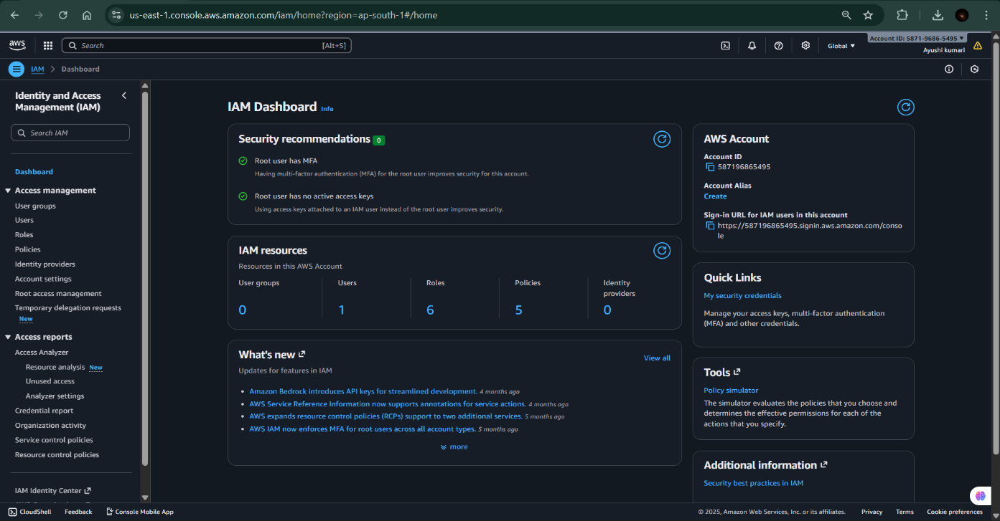 us-east-1.console.aws.amazon.com/iam/home?region=ap-south-1#/home
aws
Search
[Alt+S]
Global
Account ID: 5871-9686-5495
Ayushi kumari
IAM
Dashboard
Identity and Access
Management (IAM)
Search IAM
Dashboard
Access management
User groups
Users
Roles
Policies
Identity providers
Account settings
Root access management
Temporary delegation requests
New
Access reports
Access Analyzer
Resource analysis New
Unused access
Analyzer settings
Credential report
Organization activity
Service control policies
Resource control policies
IAM Identity Center
IAM Dashboard Info
Security recommendations 0
Root user has MFA
Having multi-factor authentication (MFA) for the root user improves security for this account.
Root user has no active access keys
Using access keys attached to an IAM user instead of the root user improves security.
IAM resources
Resources in this AWS Account
User groups
0
Users
1
Roles
6
Policies
5
Identity
providers
0
What's new
View all
Updates for features in IAM
Amazon Bedrock introduces API keys for streamlined development. 4 months ago
AWS Service Reference Information now supports annotations for service actions. 4 months ago
AWS expands resource control policies (RCPs) support to two additional services. 5 months ago
AWS IAM now enforces MFA for root users across all account types. 5 months ago
more
AWS Account
Account ID
587196865495
Account Alias
Create
Sign-in URL for IAM users in this account
https://587196865495.signin.aws.amazon.com/conso
le
Quick Links
My security credentials
Manage your access keys, multi-factor authentication
(MFA) and other credentials.
Tools
Policy simulator
The simulator evaluates the policies that you choose and
determines the effective permissions for each of the
actions that you specify.
Additional information
Security best practices in IAM
CloudShell
Feedback
Console Mobile App
© 2025, Amazon Web Services, Inc. or its affiliates.
Privacy
Terms
Cookie preferences